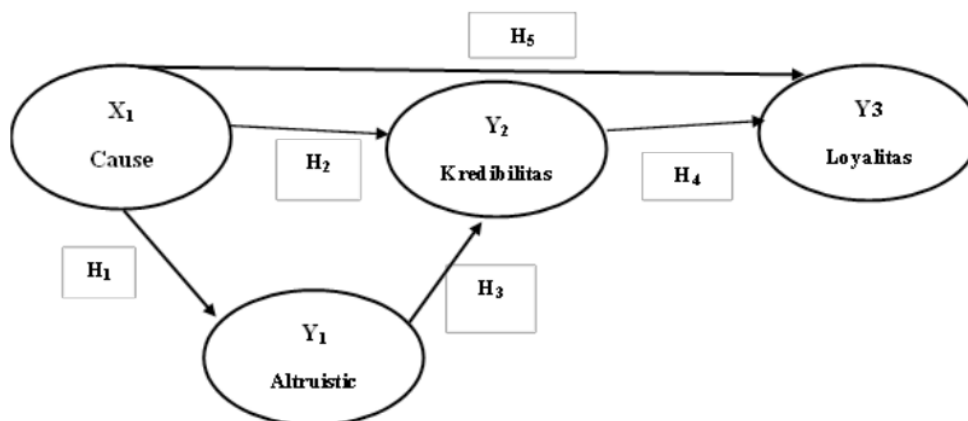 H₅
X₁
Cause
H₂
Y₂
Kredibilitas
H₄
Y3
Loyalitas
H₁
H₃
Y₁
Altruistic